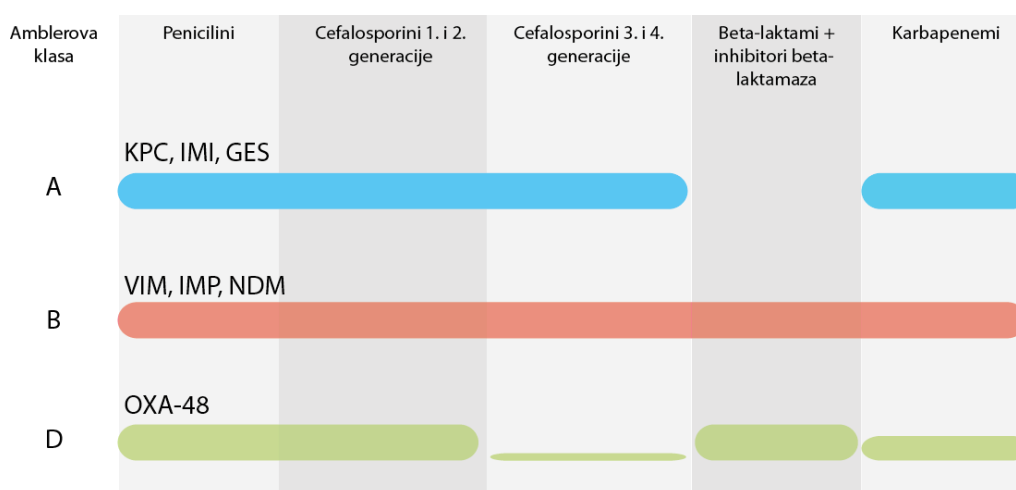 Amblerova
klasa
Penicilini
Cefalosporini 1. i 2.
generacije
Cefalosporini 3. i 4.
generacije
Beta-laktami +
inhibitori beta-
laktamaza
Karbapenemi
KPC, IMI, GES
A
VIM, IMP, NDM
B
OXA-48
D